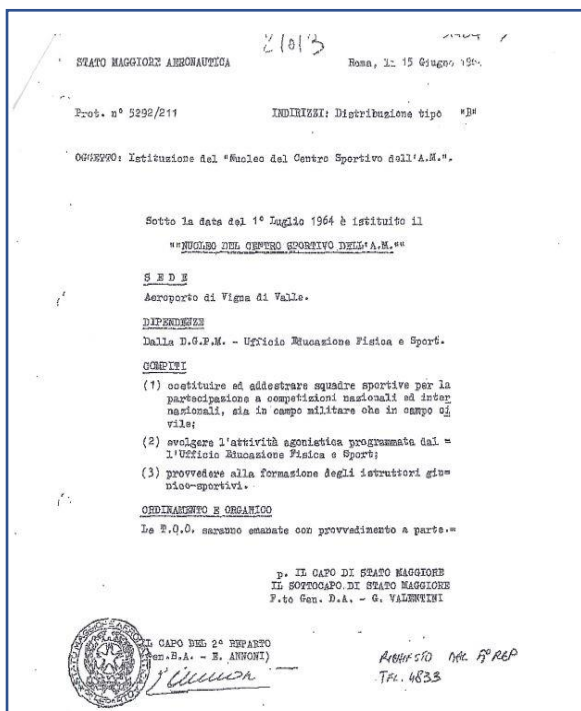 21013
STATO MAGGIORE AERONAUTICA Roma, li 15 Giugno
Prot. n° 5292/211 INDIRIZZI: Distribuzione tipo "B"
OGGETTO: Istituzione del "Nucleo del Centro Sportivo dell'A.M.".
Sotto la data del 1° Luglio 1964 è istituito il
""NUCLEO DEL CENTRO SPORTIVO DELL'A.M.""
S E D E
Aeroporto di Vigna di Valle.
DIPENDENZE
Dalla D.G.P.M. - Ufficio Educazione Fisica e Sport.
COMPITI
(1) costituire ed addestrare squadre sportive per la
partecipazione a competizioni nazionali ed inter
nazionali, sia in campo militare che in campo ci
vile;
(2) svolgere l'attività agonistica programmata dal =
l'Ufficio Educazione Fisica e Sport;
(3) provvedere alla formazione degli istruttori gin=
nico-sportivi.
ORDINAMENTO E ORGANICO
Le T.O.O. saranno emanate con provvedimento a parte.=
p. IL CAPO DI STATO MAGGIORE
IL SOTTOCAPO DI STATO MAGGIORE
F.to Gen. D.A. - G. VALENTINI
IL CAPO DEL 2° REPARTO
(Gen.B.A. - E. ANNONI)
DAL REP
TEL. 4833